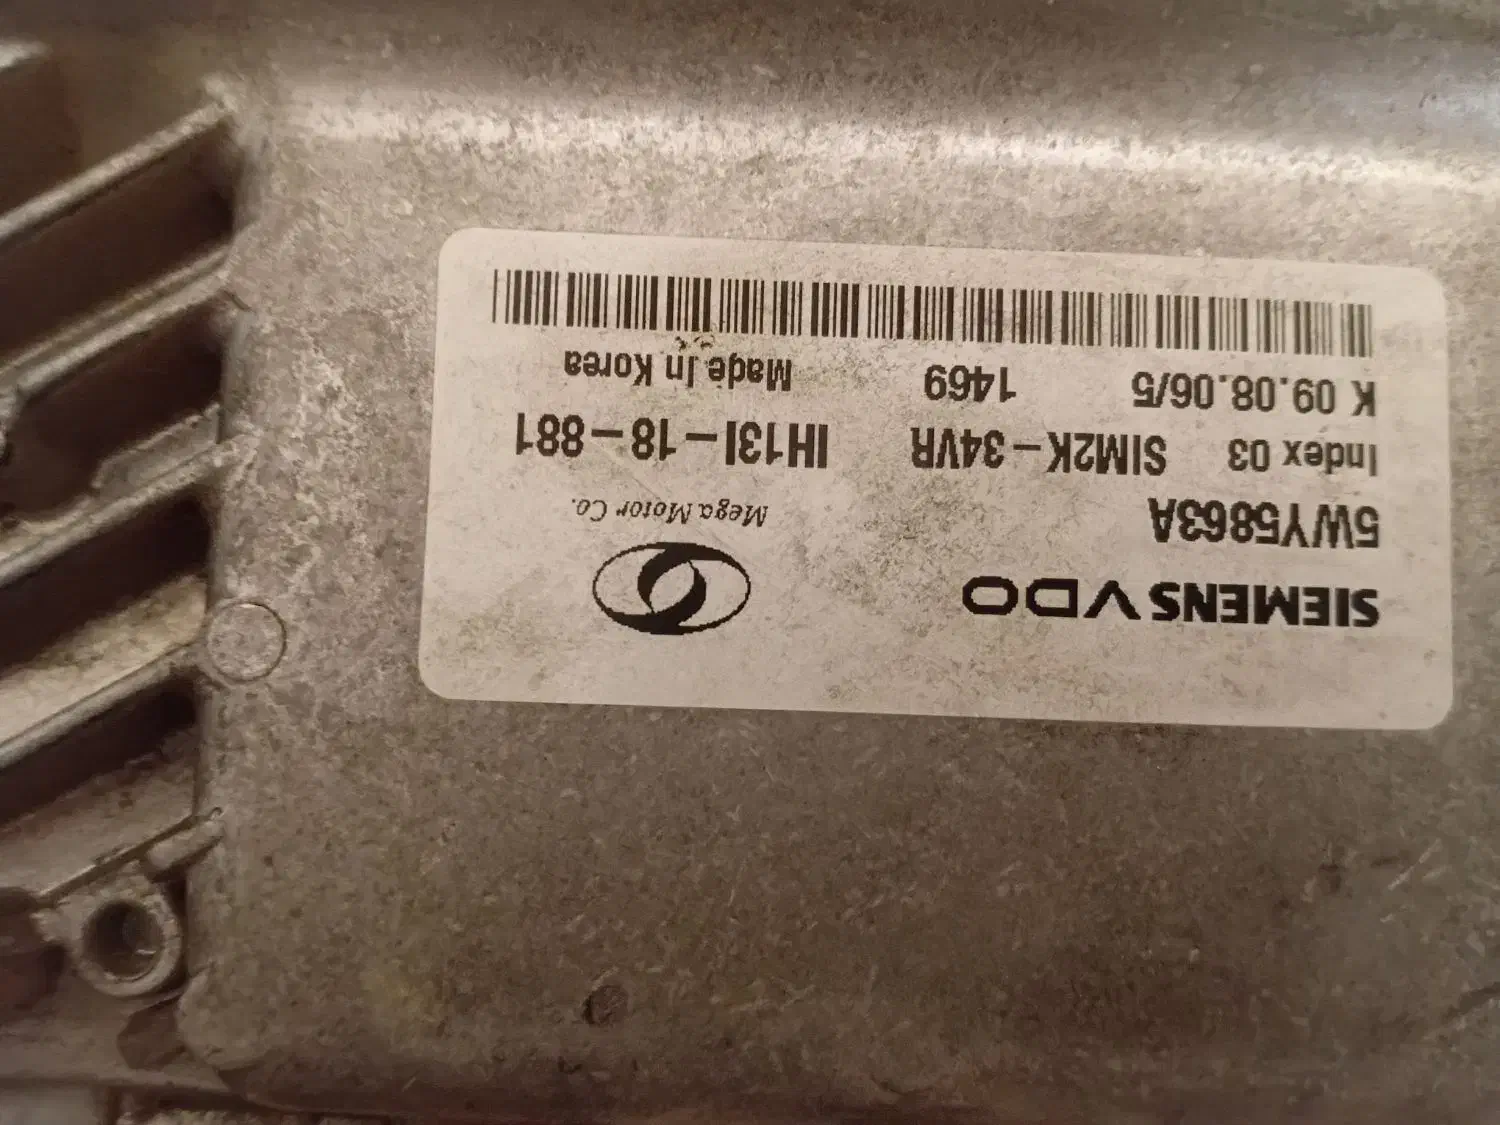 SIEMENS VDO
5WY5863A
Mega Motor Co.
Index 03 SIM2K-34VR IH13I-18-881
K 09.08.06/5 1469 Made In Korea